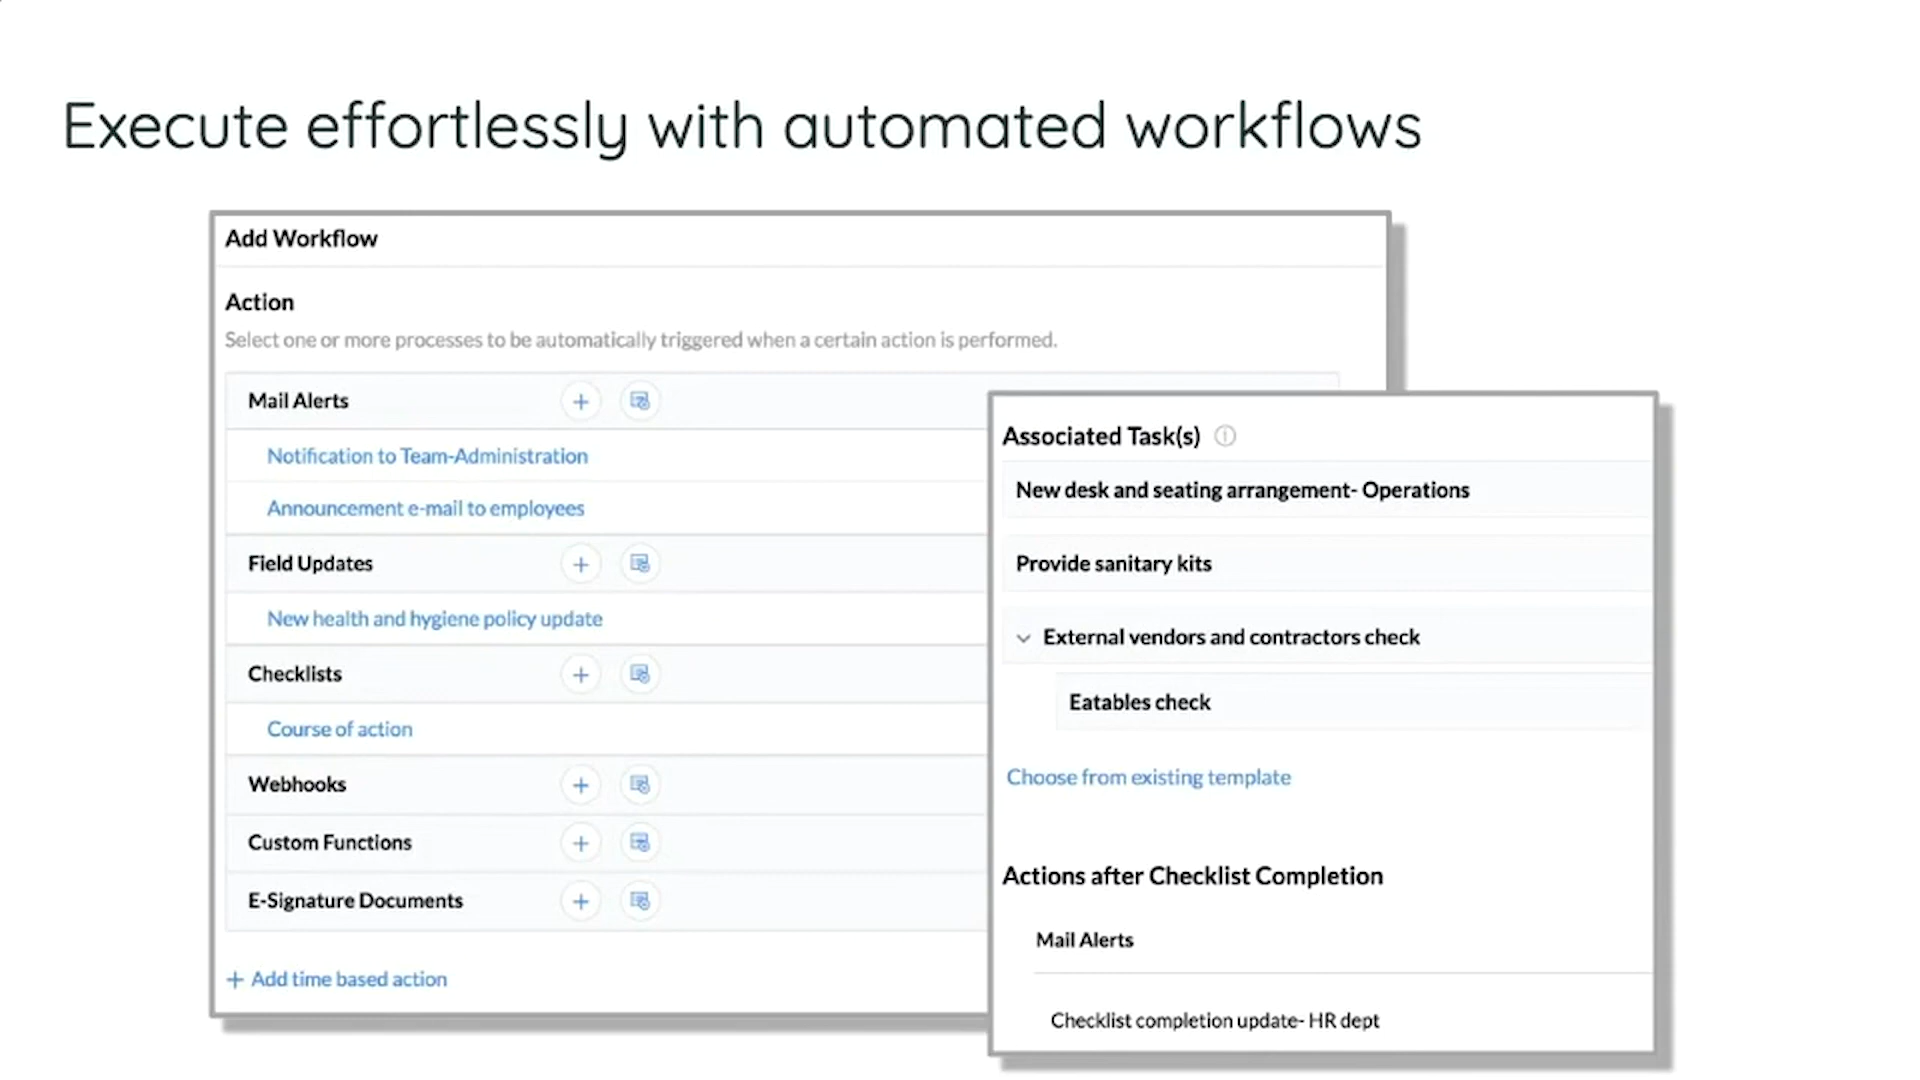 Execute effortlessly with automated workflows
Add Workflow
Action
Select one or more processes to be automatically triggered when a certain action is performed.
Mail Alerts
Notification to Team-Administration
Announcement e-mail to employees
Field Updates
New health and hygiene policy update
Checklists
Course of action
Webhooks
Custom Functions
E-Signature Documents
+ Add time based action
Associated Task(s)
New desk and seating arrangement- Operations
Provide sanitary kits
External vendors and contractors check
Eatables check
Choose from existing template
Actions after Checklist Completion
Mail Alerts
Checklist completion update- HR dept